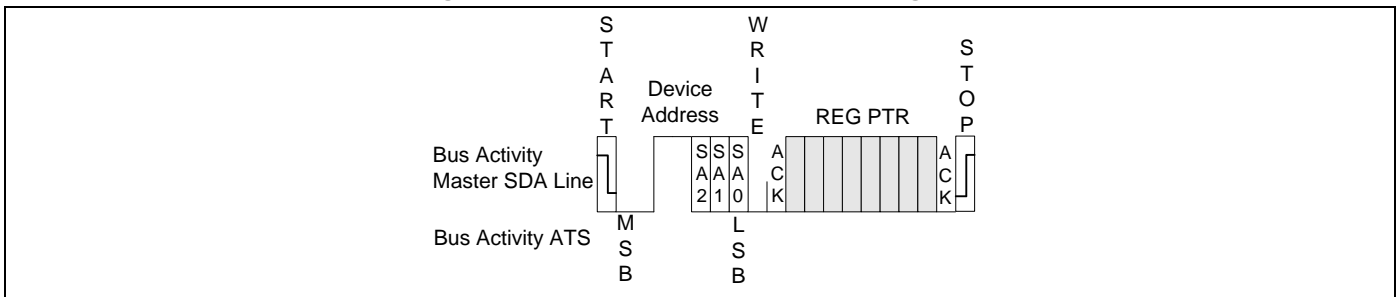 START
WRITE
STOP
Device
Address
REG PTR
Bus Activity
Master SDA Line
SA2
SA1
SA0
ACK
ACK
Bus Activity ATS
MSB
LSB